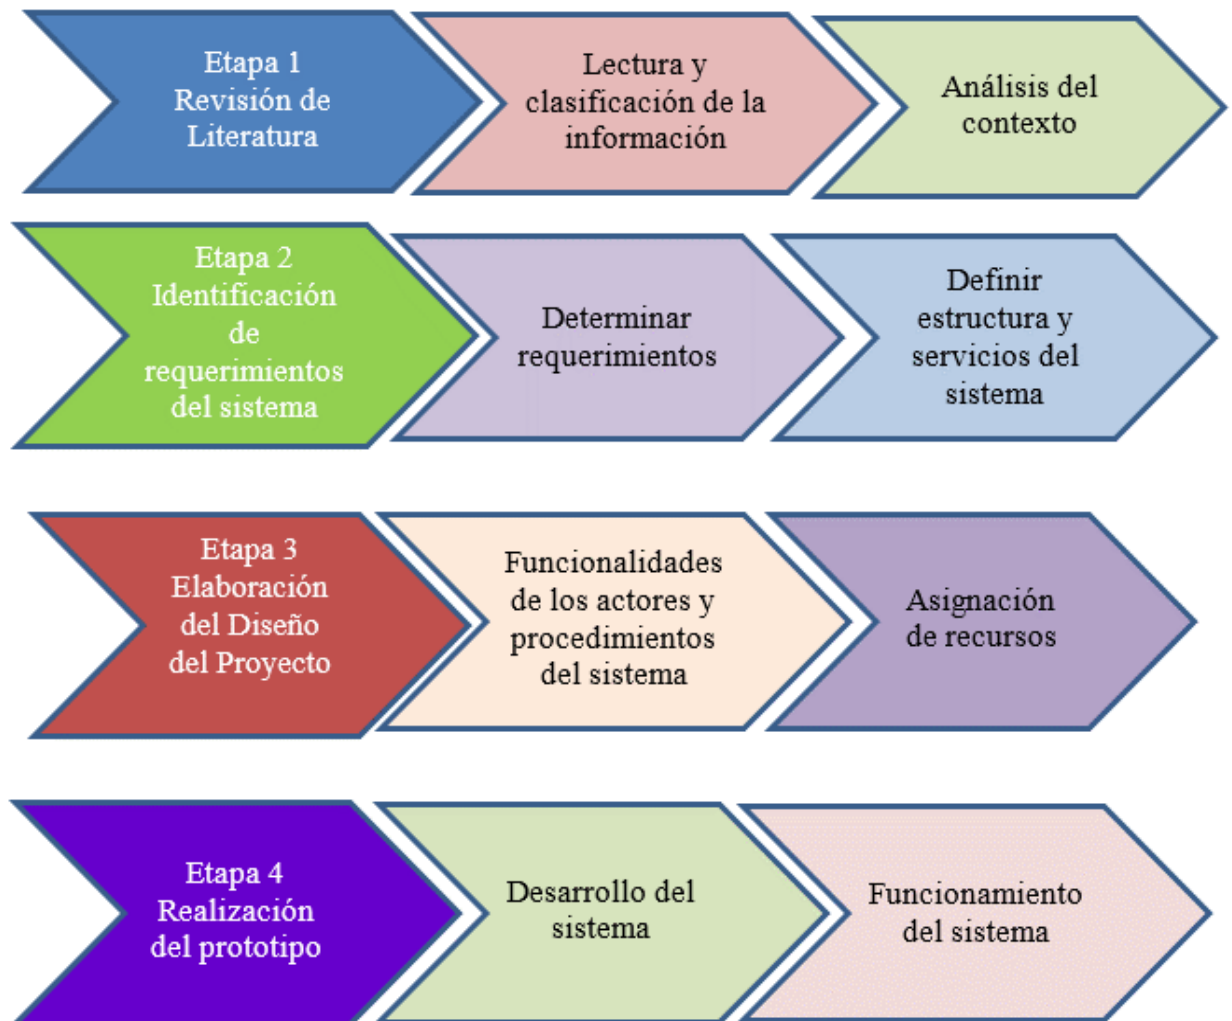 Etapa 1
Revisión de
Literatura
Lectura y
clasificación de la
información
Análisis del
contexto
Etapa 2
Identificación
de
requerimientos
del sistema
Determinar
requerimientos
Definir
estructura y
servicios del
sistema
Etapa 3
Elaboración
del Diseño
del Proyecto
Funcionalidades
de los actores y
procedimientos
del sistema
Asignación
de recursos
Etapa 4
Realización
del prototipo
Desarrollo del
sistema
Funcionamiento
del sistema